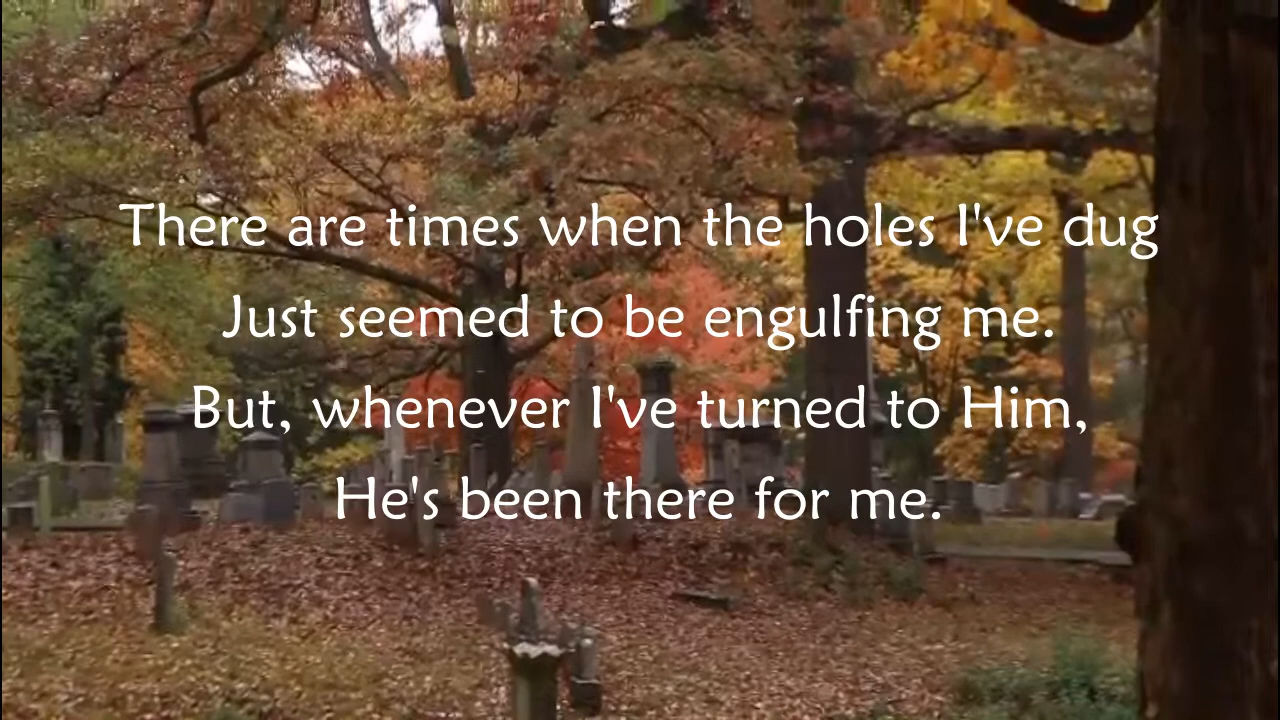 There are times when the holes I've dug
Just seemed to be engulfing me.
But, whenever I've turned to Him,
He's been there for me.